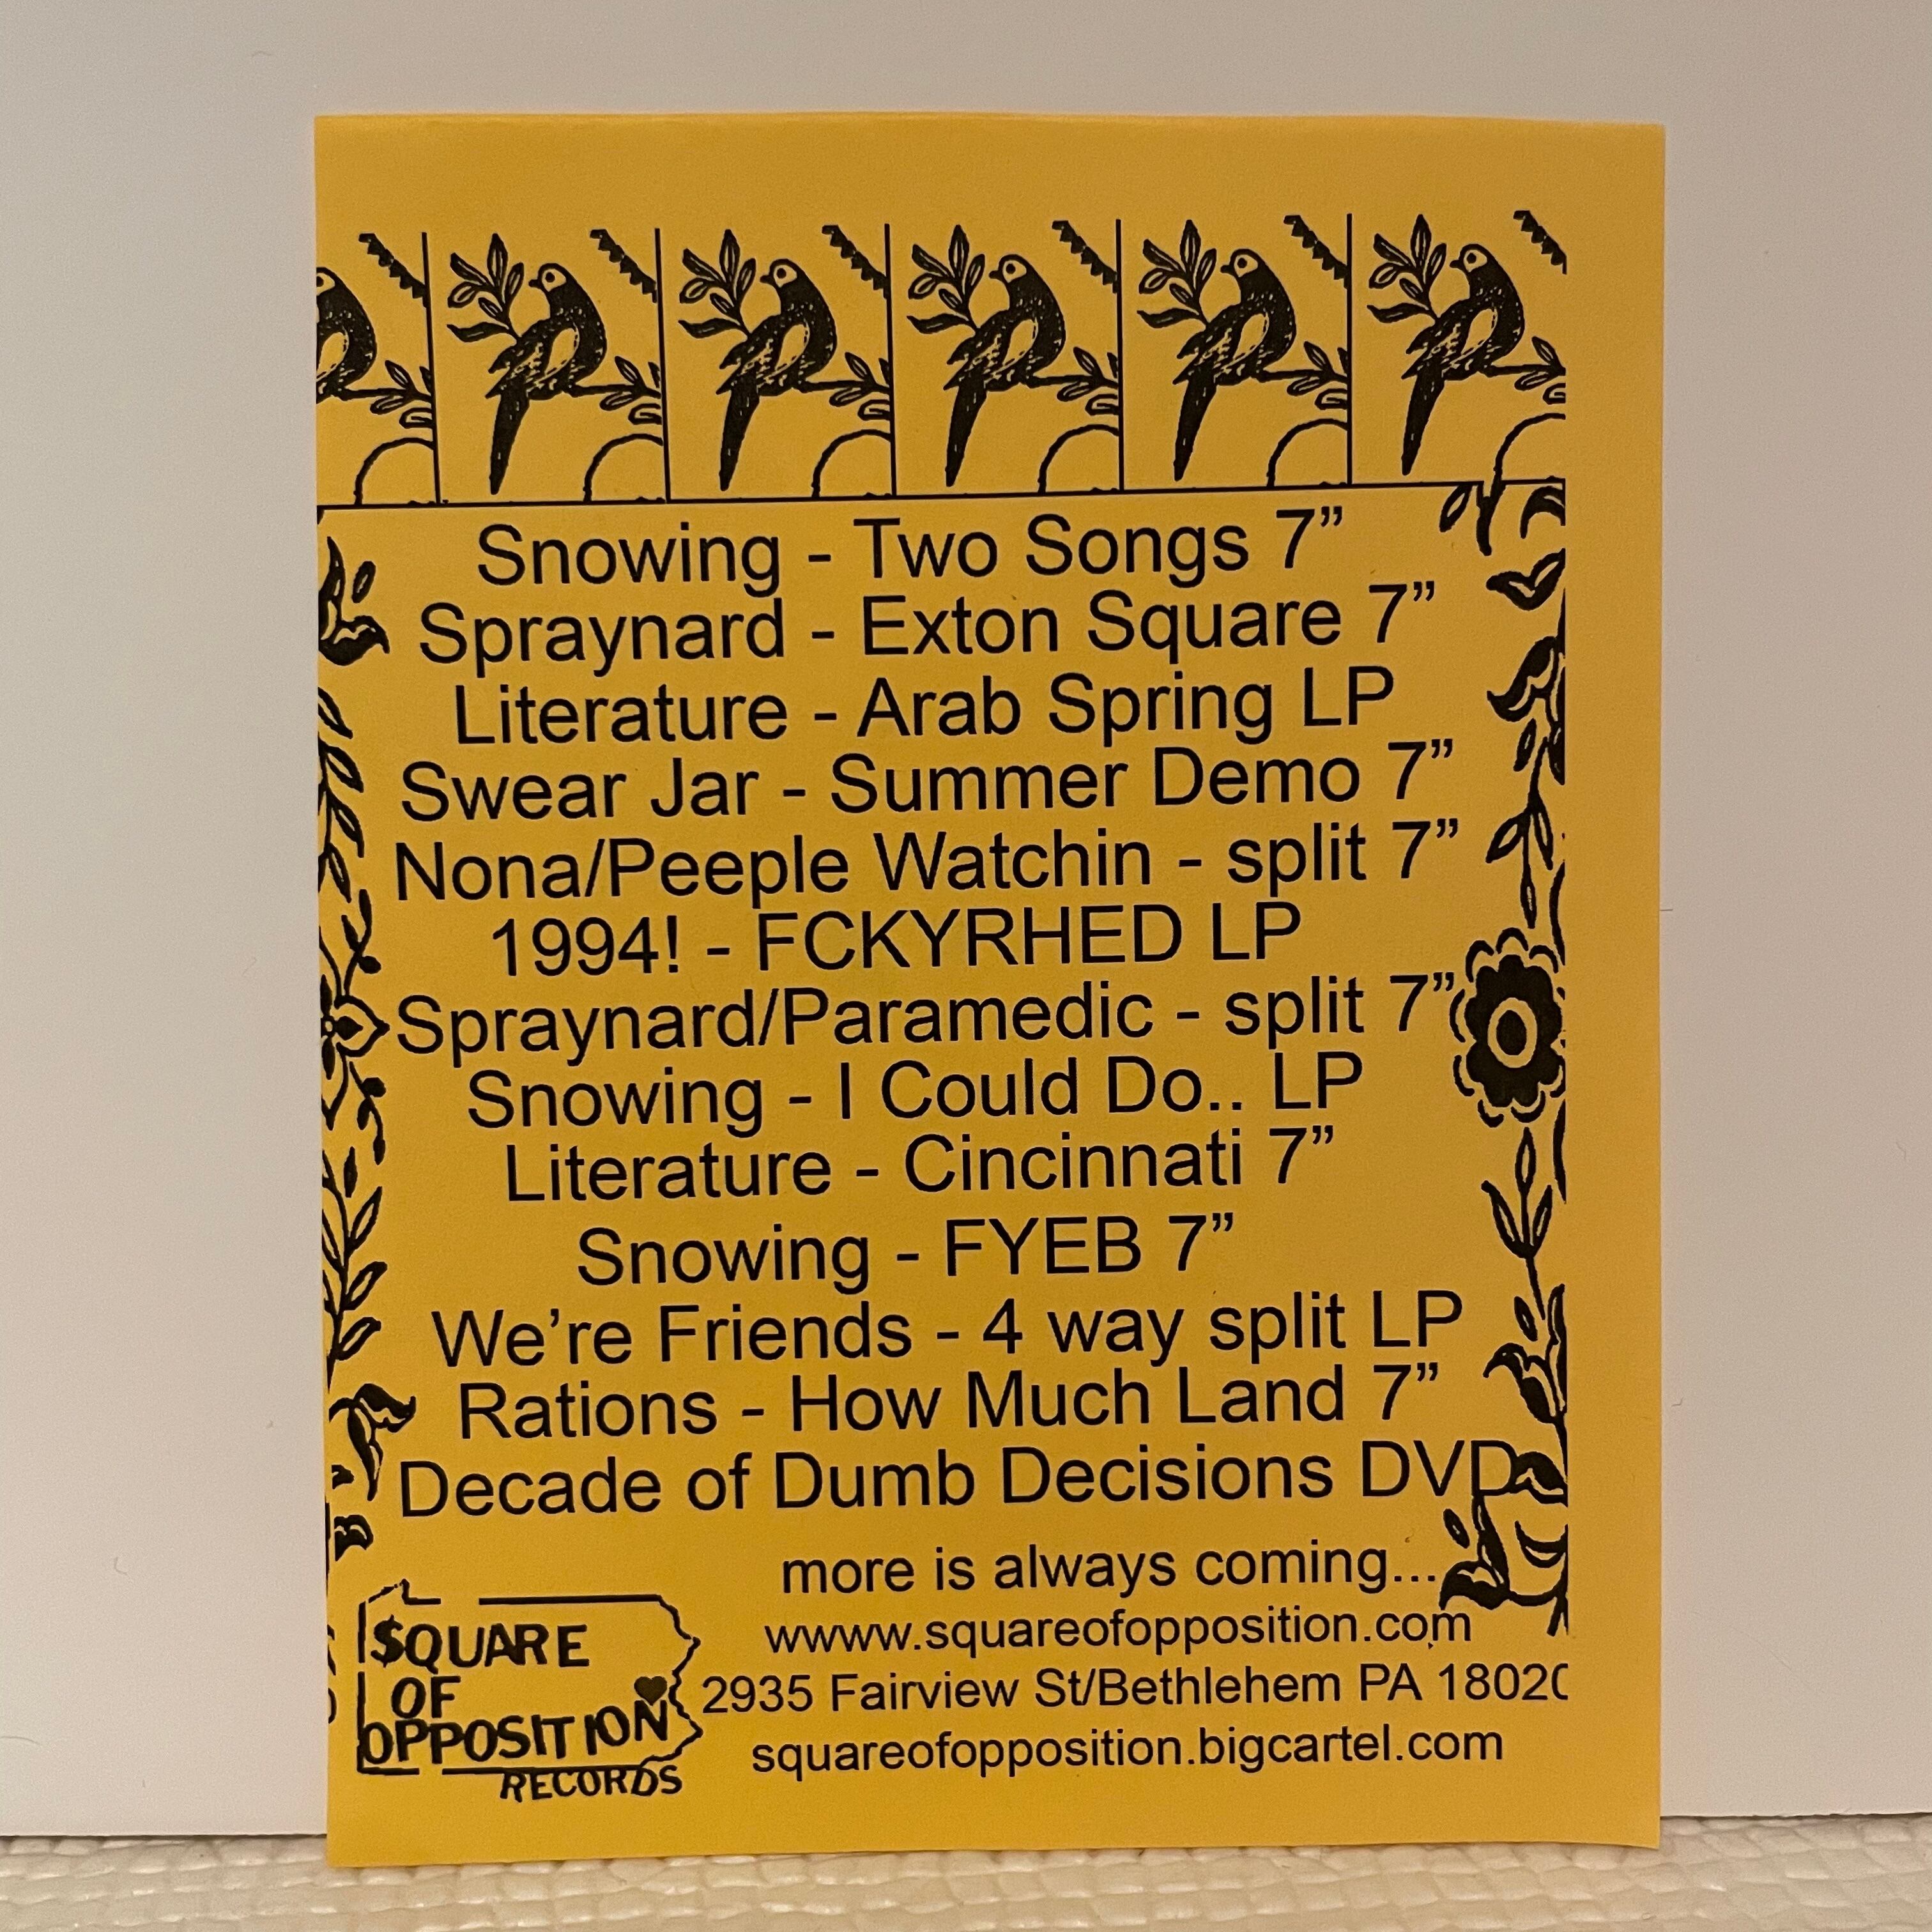 Snowing - Two Songs 7”
Spraynard - Exton Square 7”
Literature - Arab Spring LP
Swear Jar - Summer Demo 7”
Nona/Peeple Watchin - split 7”
1994! - FCKYRHED LP
Spraynard/Paramedic - split 7”
Snowing - I Could Do.. LP
Literature - Cincinnati 7”
Snowing - FYEB 7”
We’re Friends - 4 way split LP
Rations - How Much Land 7”
Decade of Dumb Decisions DVD
more is always coming...
wwww.squareofopposition.com
2935 Fairview St/Bethlehem PA 18020
squareofopposition.bigcartel.com
$QUARE
OF
OPPOSITION
RECORDS